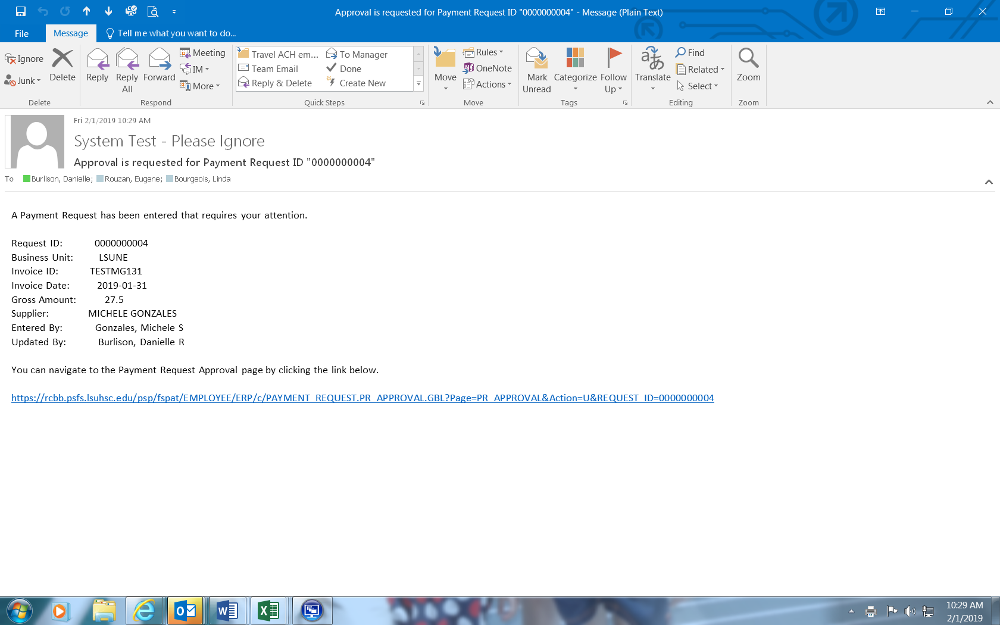 Approval is requested for Payment Request ID "0000000004" - Message (Plain Text)
File
Message
Tell me what you want to do...
Ignore
Junk
Delete
Delete
Reply
Reply All
Forward
Meeting
IM
More
Respond
Travel ACH em...
Team Email
Reply & Delete
To Manager
Done
Create New
Quick Steps
Move
Rules
OneNote
Actions
Move
Mark Unread
Categorize
Follow Up
Tags
Translate
Find
Related
Select
Editing
Zoom
Zoom
Fri 2/1/2019 10:29 AM
System Test - Please Ignore
Approval is requested for Payment Request ID "0000000004"
To Burlison, Danielle; Rouzan, Eugene; Bourgeois, Linda
A Payment Request has been entered that requires your attention.
Request ID: 0000000004
Business Unit: LSUNE
Invoice ID: TESTMG131
Invoice Date: 2019-01-31
Gross Amount: 27.5
Supplier: MICHELE GONZALES
Entered By: Gonzales, Michele S
Updated By: Burlison, Danielle R
You can navigate to the Payment Request Approval page by clicking the link below.
https://rcbb.psfs.lsuhsc.edu/psp/fspat/EMPLOYEE/ERP/c/PAYMENT_REQUEST.PR_APPROVAL.GBL?Page=PR_APPROVAL&Action=U&REQUEST_ID=0000000004
10:29 AM
2/1/2019